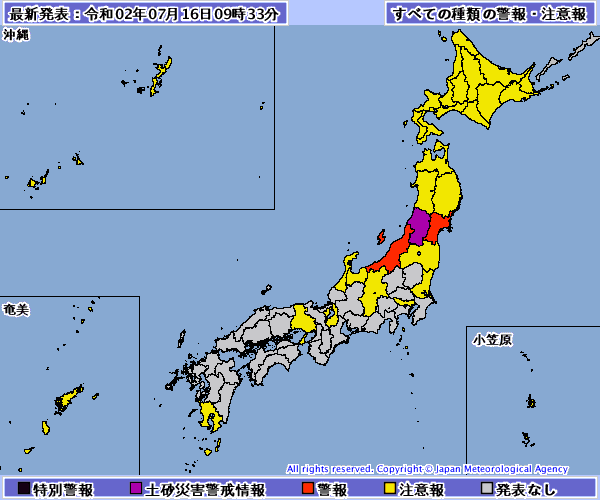 最新発表：令和02年07月16日09時33分
すべての種類の警報・注意報
沖縄
奄美
小笠原
All rights reserved. Copyright © Japan Meteorological Agency
特別警報 土砂災害警戒情報 警報 注意報 発表なし